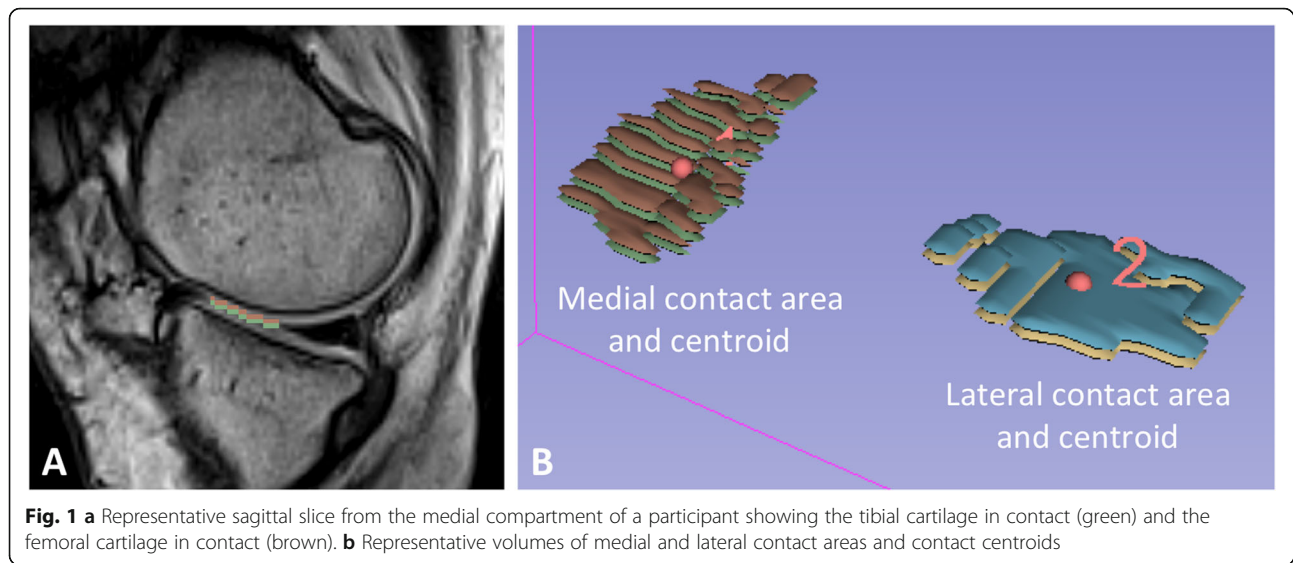 A
B
1
2
Medial contact area
and centroid
Lateral contact area
and centroid
Fig. 1 a Representative sagittal slice from the medial compartment of a participant showing the tibial cartilage in contact (green) and the
femoral cartilage in contact (brown). b Representative volumes of medial and lateral contact areas and contact centroids